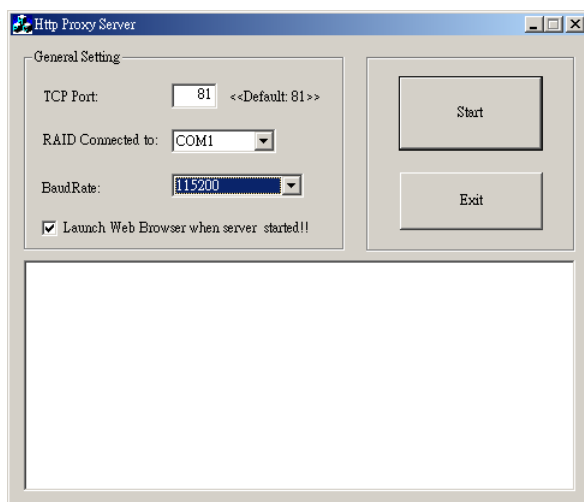 Http Proxy Server
General Setting
TCP Port: 81 <<Default: 81>>
RAID Connected to: COM1
BaudRate: 115200
Launch Web Browser when server started!!
Start
Exit